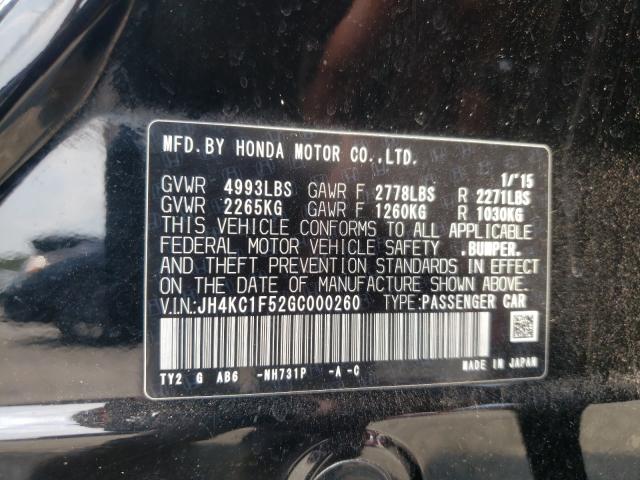 MFD.BY HONDA MOTOR CO.,LTD.
1/'15
GVWR 4993LBS GAWR F 2778LBS R 2271LBS
GVWR 2265KG GAWR F 1260KG R 1030KG
THIS VEHICLE CONFORMS TO ALL APPLICABLE
FEDERAL MOTOR VEHICLE SAFETY ,BUMPER,
AND THEFT PREVENTION STANDARDS IN EFFECT
ON THE DATE OF MANUFACTURE SHOWN ABOVE.
V.I.N.:JH4KC1F52GC000260 TYPE:PASSENGER CAR
TY2 G AB6 -NH731P -A -C MADE IN JAPAN